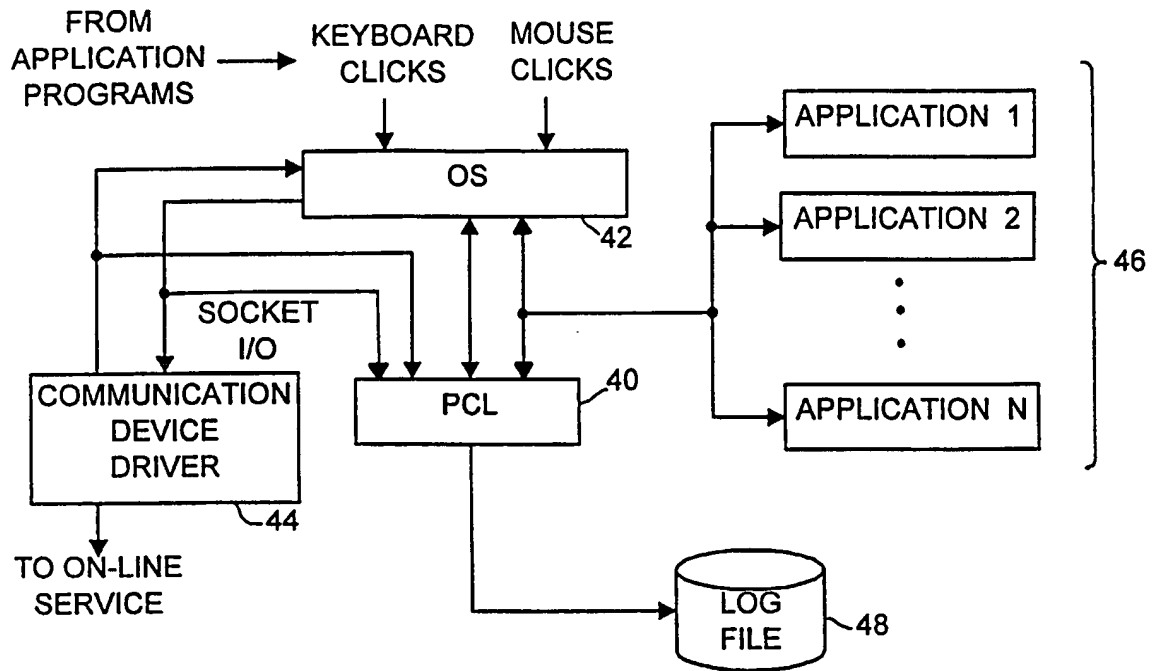 FROM
APPLICATION
PROGRAMS
KEYBOARD
CLICKS
MOUSE
CLICKS
OS
42
APPLICATION 1
APPLICATION 2
APPLICATION N
46
SOCKET
I/O
COMMUNICATION
DEVICE
DRIVER
44
PCL
40
TO ON-LINE
SERVICE
LOG
FILE
48